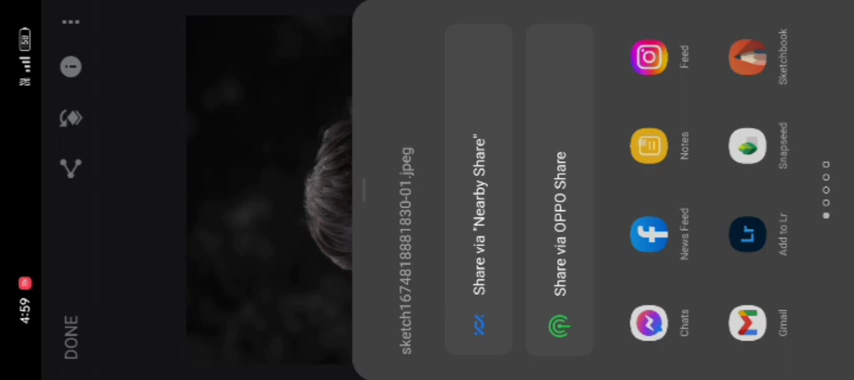 4:59
50
DONE
sketch1674818881830-01.jpeg
Share via "Nearby Share"
Share via OPPO Share
Chats
News Feed
Notes
Feed
Gmail
Add to Lr
Snapseed
Sketchbook